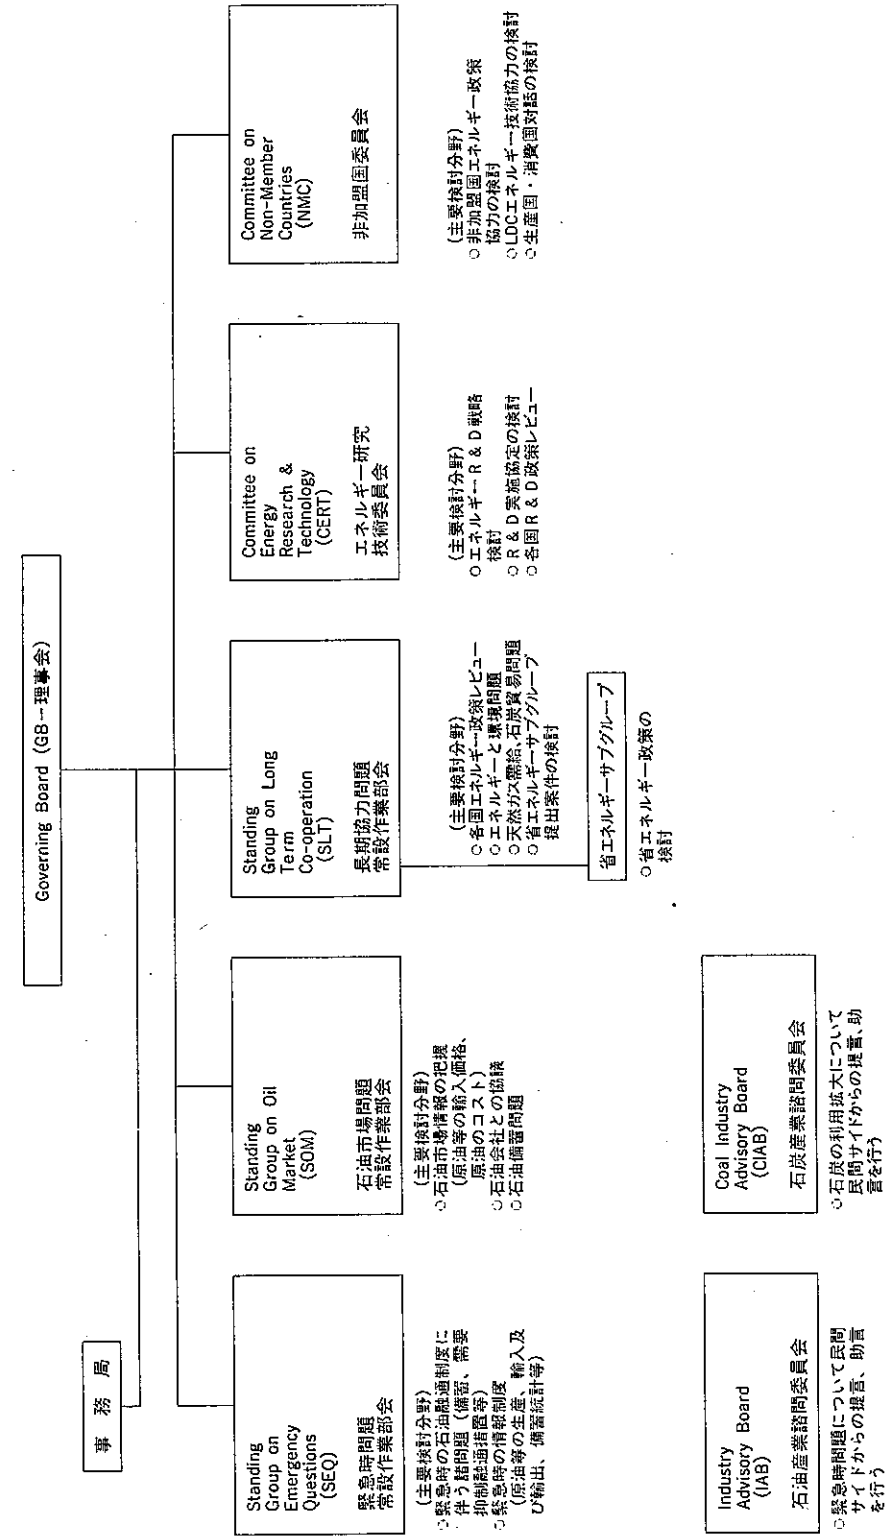 Governing Board (GB－理事会)
事務局
Standing
Group on
Emergency
Questions
(SEQ)
緊急時問題
常設作業部会
(主要検討分野)
○緊急時の石油融通制度に
伴う諸問題（備蓄、需要
抑制融通措置等）
○緊急時の情報制度
(原油等の生産、輸入及
び輸出、備蓄統計等)
Standing
Group on Oil
Market
(SOM)
石油市場問題
常設作業部会
(主要検討分野)
○石油市場情報の把握
(原油等の輸入価格、
原油のコスト)
○石油会社との協議
○石油備蓄問題
Standing
Group on Long
Term
Co-operation
(SLT)
長期協力問題
常設作業部会
(主要検討分野)
○各国エネルギー政策レビュー
○エネルギーと環境問題
○天然ガス需給、石炭貿易問題
○省エネルギーサブグループ
提出案件の検討
省エネルギーサブグループ
○省エネルギー政策の
検討
Committee on
Energy
Research &
Technology
(CERT)
エネルギー研究
技術委員会
(主要検討分野)
○エネルギーR＆D戦略
検討
○R＆D実施協定の検討
○各国R＆D政策レビュー
Committee on
Non-Member
Countries
(NMC)
非加盟国委員会
(主要検討分野)
○非加盟国エネルギー政策
協力の検討
○LDCエネルギー技術協力の検討
○生産国・消費国対話の検討
Industry
Advisory Board
(IAB)
石油産業諮問委員会
○緊急時問題について民間
サイドからの提言、助言
を行う
Coal Industry
Advisory Board
(CIAB)
石炭産業諮問委員会
○石炭の利用拡大について
民間サイドからの提言、助
言を行う